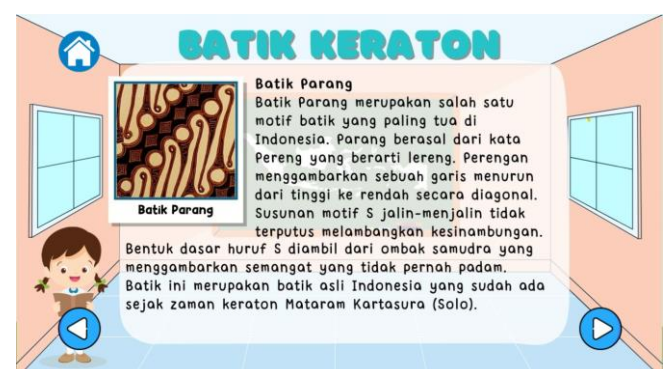 BATIK KERATON
Batik Parang
Batik Parang merupakan salah satu
motif batik yang paling tua di
Indonesia. Parang berasal dari kata
Pereng yang berarti lereng. Perengan
menggambarkan sebuah garis menurun
dari tinggi ke rendah secara diagonal.
Susunan motif S jalin-menjalin tidak
terputus melambangkan kesinambungan.
Bentuk dasar huruf S diambil dari ombak samudra yang
menggambarkan semangat yang tidak pernah padam.
Batik ini merupakan batik asli Indonesia yang sudah ada
sejak zaman keraton Mataram Kartasura (Solo).
Batik Parang